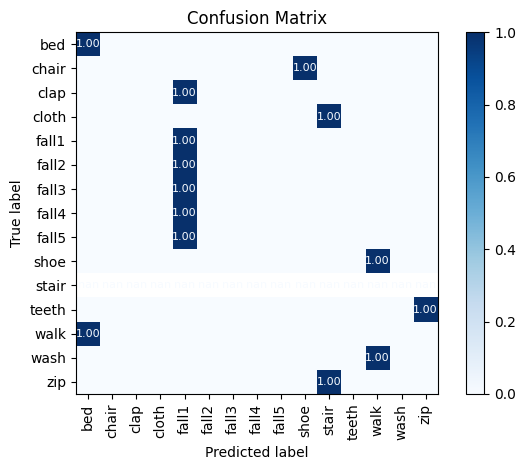 Confusion Matrix
True label
bed
chair
clap
cloth
fall1
fall2
fall3
fall4
fall5
shoe
stair
teeth
walk
wash
zip
1.00
1.00
1.00
1.00
1.00
1.00
1.00
1.00
1.00
1.00
1.00
1.00
1.00
1.00
bed
chair
clap
cloth
fall1
fall2
fall3
fall4
fall5
shoe
stair
teeth
walk
wash
zip
Predicted label
1.0
0.8
0.6
0.4
0.2
0.0